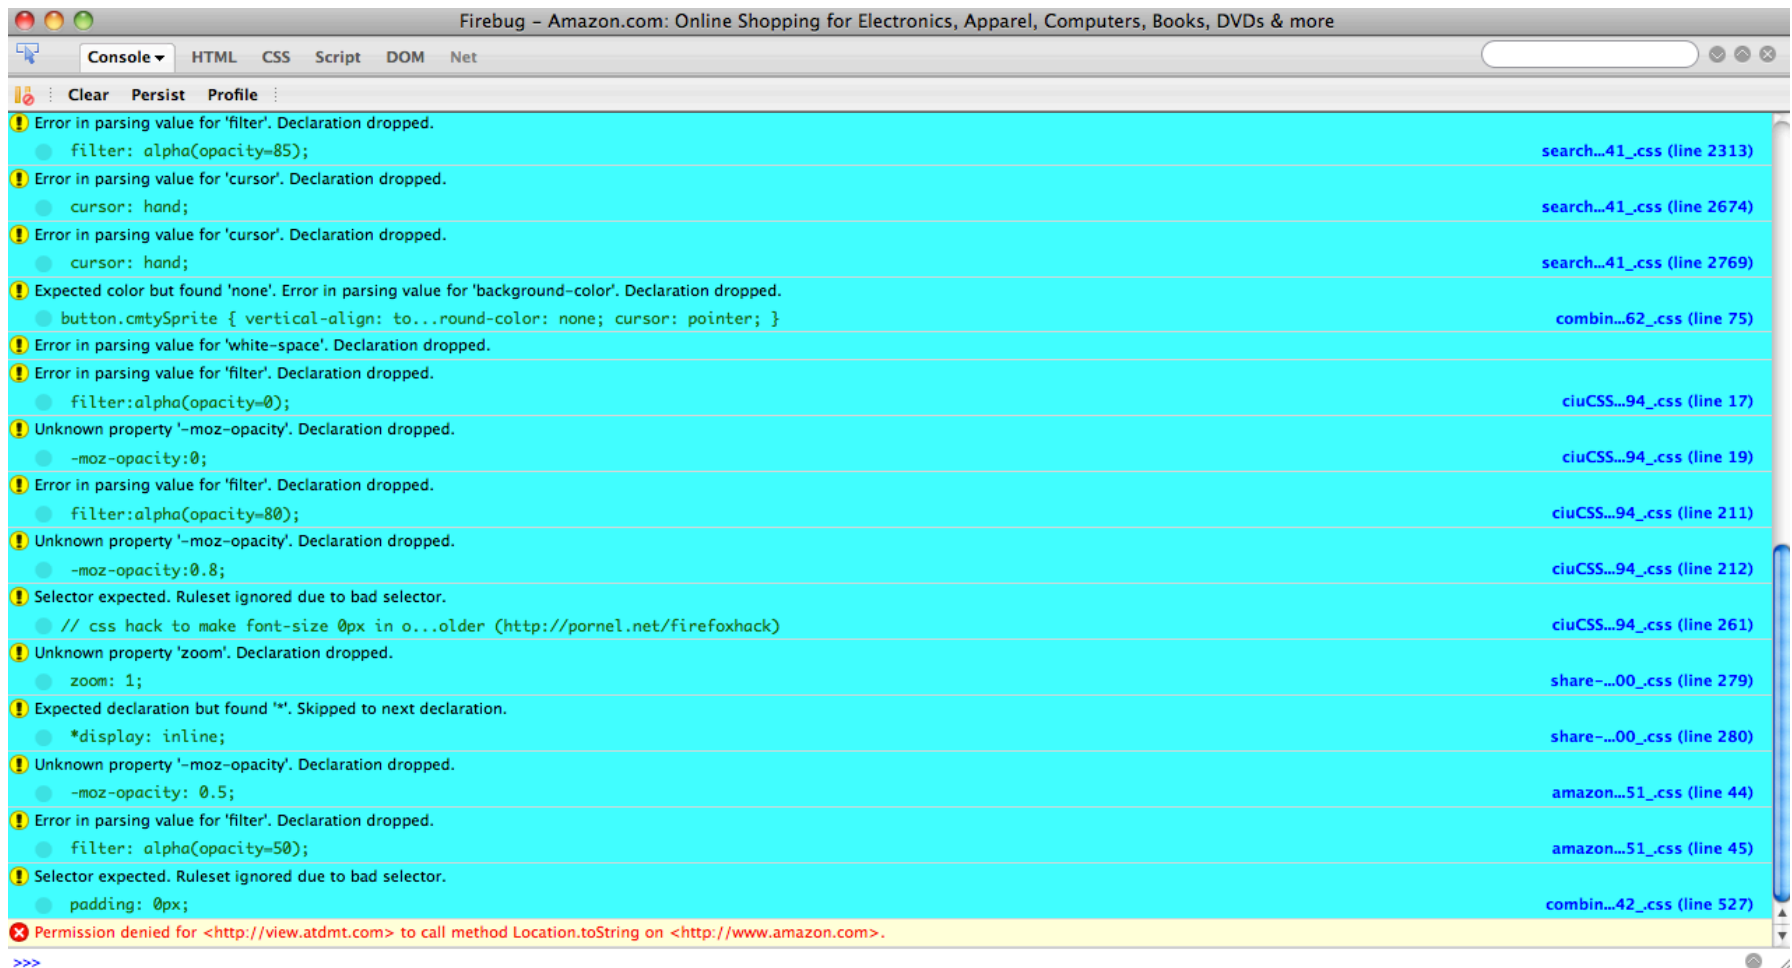 Firebug – Amazon.com: Online Shopping for Electronics, Apparel, Computers, Books, DVDs & more
Console HTML CSS Script DOM Net
Clear Persist Profile
Error in parsing value for 'filter'. Declaration dropped.
filter: alpha(opacity=85); search...41_.css (line 2313)
Error in parsing value for 'cursor'. Declaration dropped.
cursor: hand; search...41_.css (line 2674)
Error in parsing value for 'cursor'. Declaration dropped.
cursor: hand; search...41_.css (line 2769)
Expected color but found 'none'. Error in parsing value for 'background-color'. Declaration dropped.
button.cmtySprite { vertical-align: to...round-color: none; cursor: pointer; } combin...62_.css (line 75)
Error in parsing value for 'white-space'. Declaration dropped.
Error in parsing value for 'filter'. Declaration dropped.
filter:alpha(opacity=0); ciuCSS...94_.css (line 17)
Unknown property '-moz-opacity'. Declaration dropped.
-moz-opacity:0; ciuCSS...94_.css (line 19)
Error in parsing value for 'filter'. Declaration dropped.
filter:alpha(opacity=80); ciuCSS...94_.css (line 211)
Unknown property '-moz-opacity'. Declaration dropped.
-moz-opacity:0.8; ciuCSS...94_.css (line 212)
Selector expected. Ruleset ignored due to bad selector.
// css hack to make font-size 0px in o...older (http://pornel.net/firefoxhack) ciuCSS...94_.css (line 261)
Unknown property 'zoom'. Declaration dropped.
zoom: 1; share-...00_.css (line 279)
Expected declaration but found '*'. Skipped to next declaration.
*display: inline; share-...00_.css (line 280)
Unknown property '-moz-opacity'. Declaration dropped.
-moz-opacity: 0.5; amazon...51_.css (line 44)
Error in parsing value for 'filter'. Declaration dropped.
filter: alpha(opacity=50); amazon...51_.css (line 45)
Selector expected. Ruleset ignored due to bad selector.
padding: 0px; combin...42_.css (line 527)
Permission denied for <http://view.atdmt.com> to call method Location.toString on <http://www.amazon.com>.
>>>